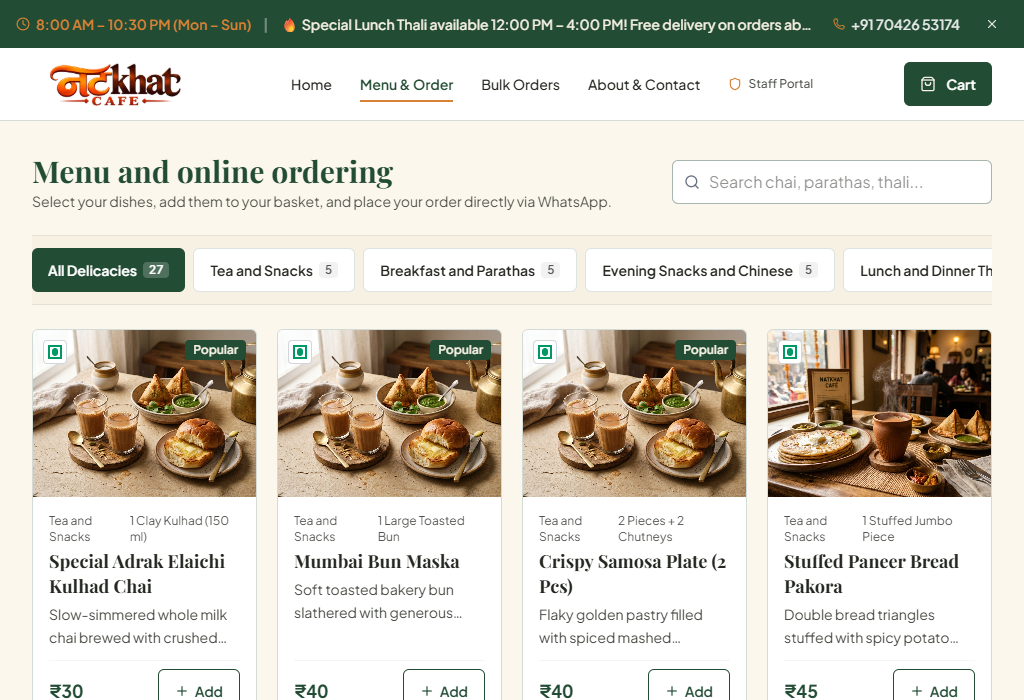 8:00 AM – 10:30 PM (Mon – Sun) | 🔥 Special Lunch Thali available 12:00 PM – 4:00 PM! Free delivery on orders ab... +91 70426 53174 ×
नटkhat
CAFE
Home Menu & Order Bulk Orders About & Contact Staff Portal Cart
Menu and online ordering
Select your dishes, add them to your basket, and place your order directly via WhatsApp.
Search chai, parathas, thali...
All Delicacies 27 Tea and Snacks 5 Breakfast and Parathas 5 Evening Snacks and Chinese 5 Lunch and Dinner Th
Popular
Tea and Snacks
1 Clay Kulhad (150 ml)
Special Adrak Elaichi
Kulhad Chai
Slow-simmered whole milk
chai brewed with crushed...
₹30 + Add
Popular
Tea and Snacks
1 Large Toasted Bun
Mumbai Bun Maska
Soft toasted bakery bun
slathered with generous...
₹40 + Add
Popular
Tea and Snacks
2 Pieces + 2 Chutneys
Crispy Samosa Plate (2
Pcs)
Flaky golden pastry filled
with spiced mashed...
₹40 + Add
NATKHAT
CAFE
Tea and Snacks
1 Stuffed Jumbo Piece
Stuffed Paneer Bread
Pakora
Double bread triangles
stuffed with spicy potato...
₹45 + Add